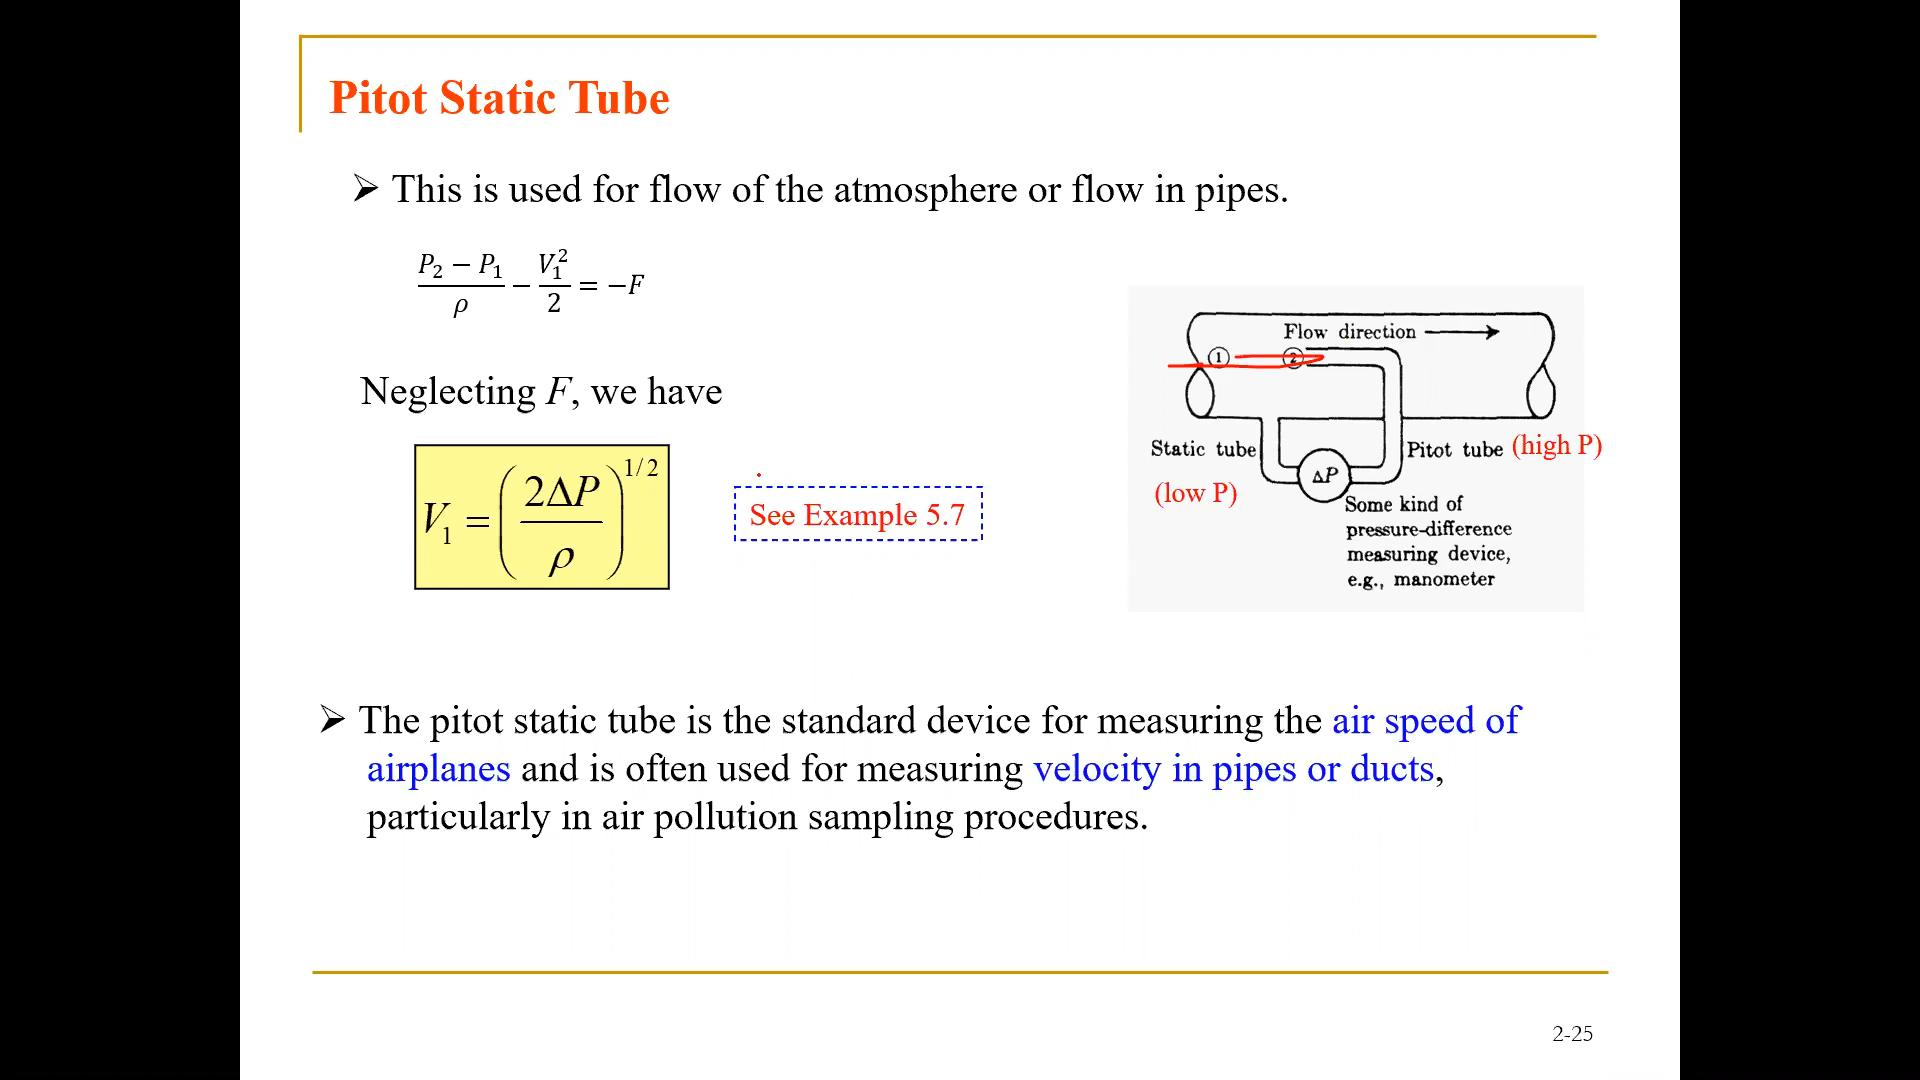 Pitot Static Tube
➢ This is used for flow of the atmosphere or flow in pipes.
(P₂ − P₁)/ρ − V₁²/2 = −F
Neglecting F, we have
V₁ = (2ΔP/ρ)^(1/2)
See Example 5.7
Flow direction
① ②
Static tube
(low P)
ΔP
Pitot tube (high P)
Some kind of
pressure-difference
measuring device,
e.g., manometer
➢ The pitot static tube is the standard device for measuring the air speed of
airplanes and is often used for measuring velocity in pipes or ducts,
particularly in air pollution sampling procedures.
2-25